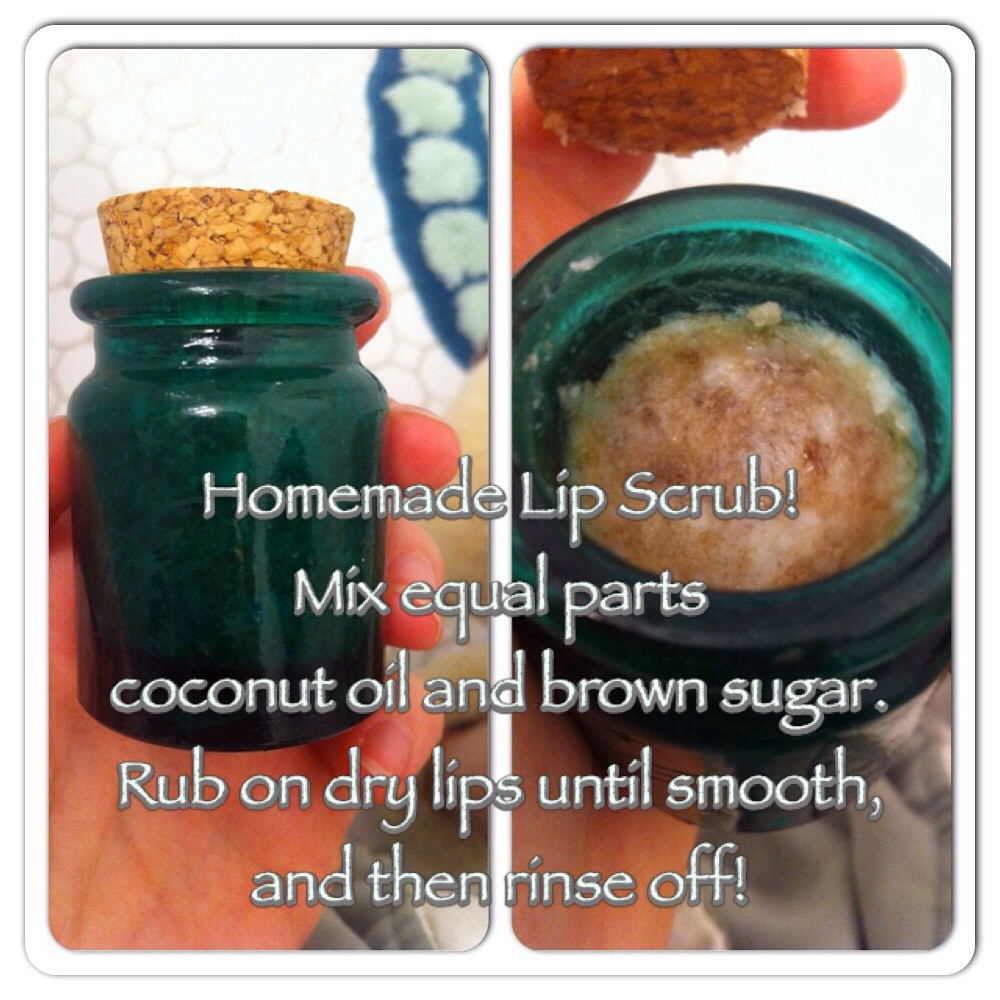 Homemade Lip Scrub!
Mix equal parts
coconut oil and brown sugar.
Rub on dry lips until smooth,
and then rinse off!